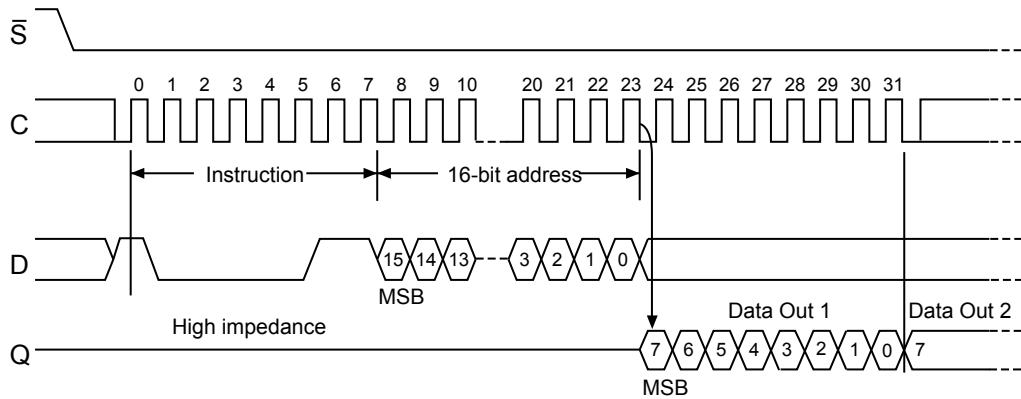 S̅
0 1 2 3 4 5 6 7 8 9 10 20 21 22 23 24 25 26 27 28 29 30 31
C
Instruction 16-bit address
D 15 14 13 3 2 1 0
MSB
High impedance Data Out 1 Data Out 2
Q 7 6 5 4 3 2 1 0 7
MSB